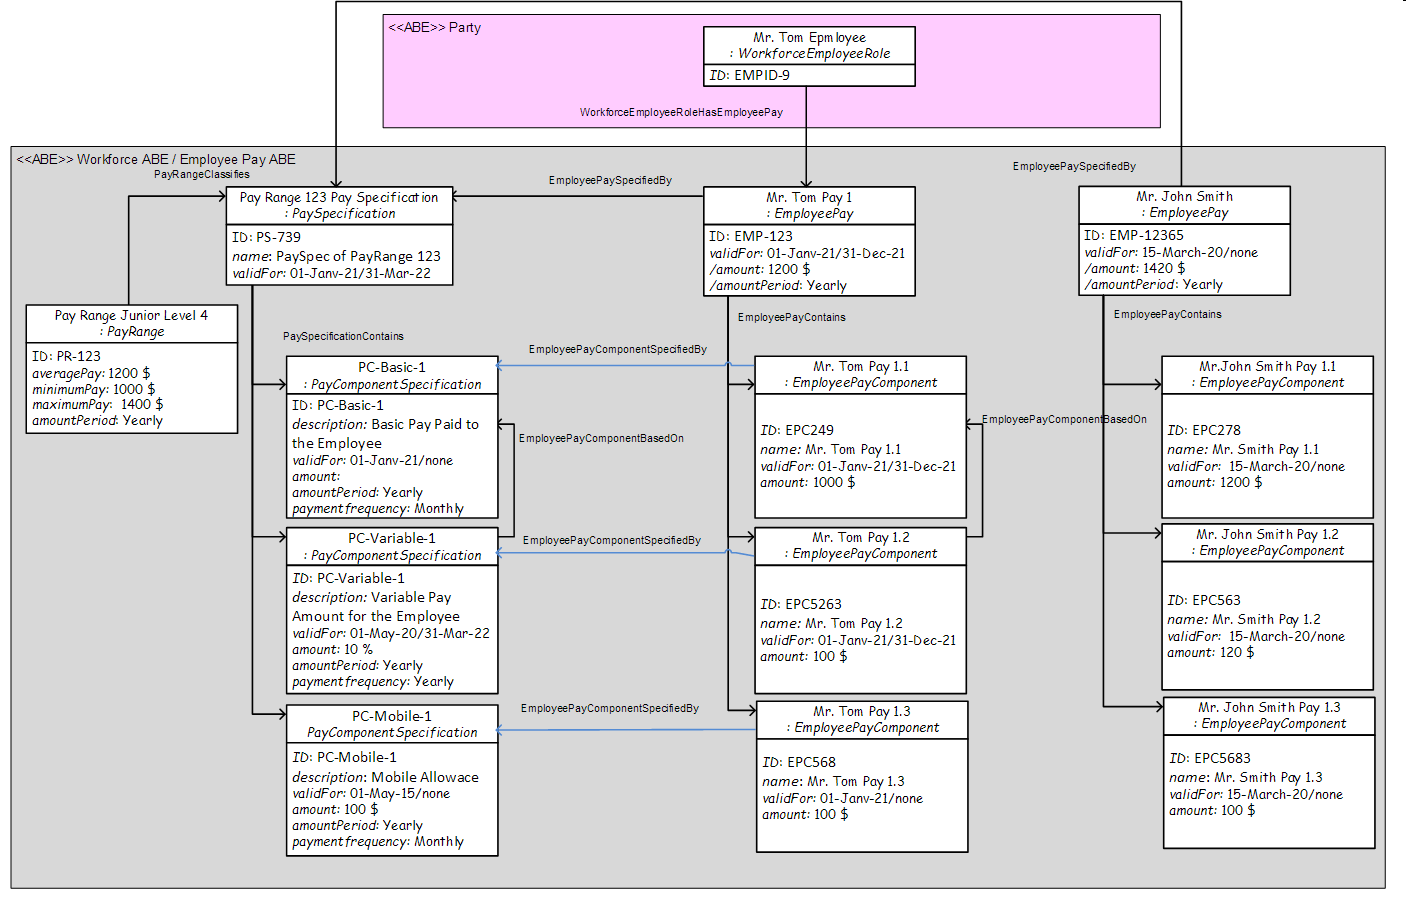 <<ABE>> Party
Mr. Tom Epmloyee
: WorkforceEmployeeRole
ID: EMPID-9
WorkforceEmployeeRoleHasEmployeePay
<<ABE>> Workforce ABE / Employee Pay ABE
PayRangeClassifies
EmployeePaySpecifiedBy
EmployeePaySpecifiedBy
Pay Range 123 Pay Specification
: PaySpecification
ID: PS-739
name: PaySpec of PayRange 123
validFor: 01-Janv-21/31-Mar-22
Mr. Tom Pay 1
: EmployeePay
ID: EMP-123
validFor: 01-Janv-21/31-Dec-21
/amount: 1200 $
/amountPeriod: Yearly
Mr. John Smith
: EmployeePay
ID: EMP-12365
validFor: 15-March-20/none
/amount: 1420 $
/amountPeriod: Yearly
Pay Range Junior Level 4
: PayRange
ID: PR-123
averagePay: 1200 $
minimumPay: 1000 $
maximumPay:  1400 $
amountPeriod: Yearly
PaySpecificationContains
EmployeePayContains
EmployeePayContains
EmployeePayComponentSpecifiedBy
PC-Basic-1
: PayComponentSpecification
ID: PC-Basic-1
description: Basic Pay Paid to
the Employee
validFor: 01-Janv-21/none
amount:
amountPeriod: Yearly
paymentfrequency: Monthly
EmployeePayComponentBasedOn
Mr. Tom Pay 1.1
: EmployeePayComponent
ID: EPC249
name: Mr. Tom Pay 1.1
validFor: 01-Janv-21/31-Dec-21
amount: 1000 $
EmployeePayComponentBasedOn
Mr.John Smith Pay 1.1
: EmployeePayComponent
ID: EPC278
name: Mr. Smith Pay 1.1
validFor:  15-March-20/none
amount: 1200 $
PC-Variable-1
: PayComponentSpecification
ID: PC-Variable-1
description: Variable Pay
Amount for the Employee
validFor: 01-May-20/31-Mar-22
amount: 10 %
amountPeriod: Yearly
paymentfrequency: Yearly
EmployeePayComponentSpecifiedBy
Mr. Tom Pay 1.2
: EmployeePayComponent
ID: EPC5263
name: Mr. Tom Pay 1.2
validFor: 01-Janv-21/31-Dec-21
amount: 100 $
Mr. John Smith Pay 1.2
: EmployeePayComponent
ID: EPC563
name: Mr. Smith Pay 1.2
validFor:  15-March-20/none
amount: 120 $
PC-Mobile-1
PayComponentSpecification
ID: PC-Mobile-1
description: Mobile Allowace
validFor: 01-May-15/none
amount: 100 $
amountPeriod: Yearly
paymentfrequency: Monthly
EmployeePayComponentSpecifiedBy
Mr. Tom Pay 1.3
: EmployeePayComponent
ID: EPC568
name: Mr. Tom Pay 1.3
validFor: 01-Janv-21/none
amount: 100 $
Mr. John Smith Pay 1.3
: EmployeePayComponent
ID: EPC5683
name: Mr. Smith Pay 1.3
validFor: 15-March-20/none
amount: 100 $